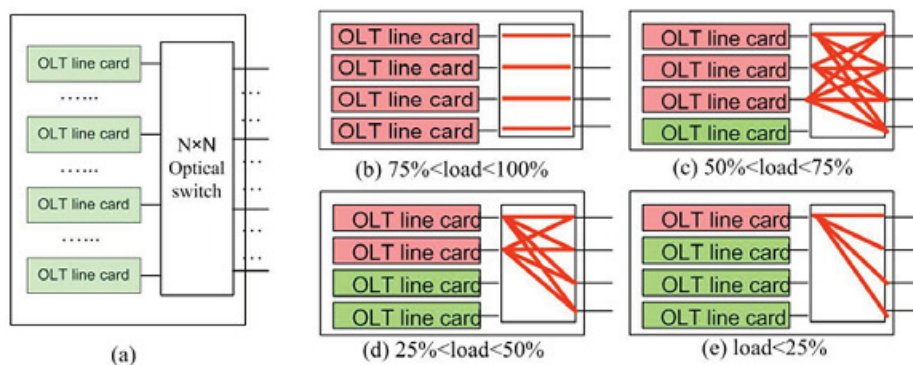 OLT line card
......
OLT line card
......
OLT line card
......
OLT line card
N×N
Optical
switch
...
...
...
(a)
OLT line card
OLT line card
OLT line card
OLT line card
(b) 75%<load<100%
OLT line card
OLT line card
OLT line card
OLT line card
(c) 50%<load<75%
OLT line card
OLT line card
OLT line card
OLT line card
(d) 25%<load<50%
OLT line card
OLT line card
OLT line card
OLT line card
(e) load<25%